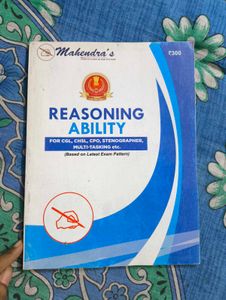 Mahendra's
₹300
REASONING
ABILITY
FOR CGL, CHSL, CPO, STENOGRAPHER,
MULTI-TASKING etc.
(Based on Latest Exam Pattern)